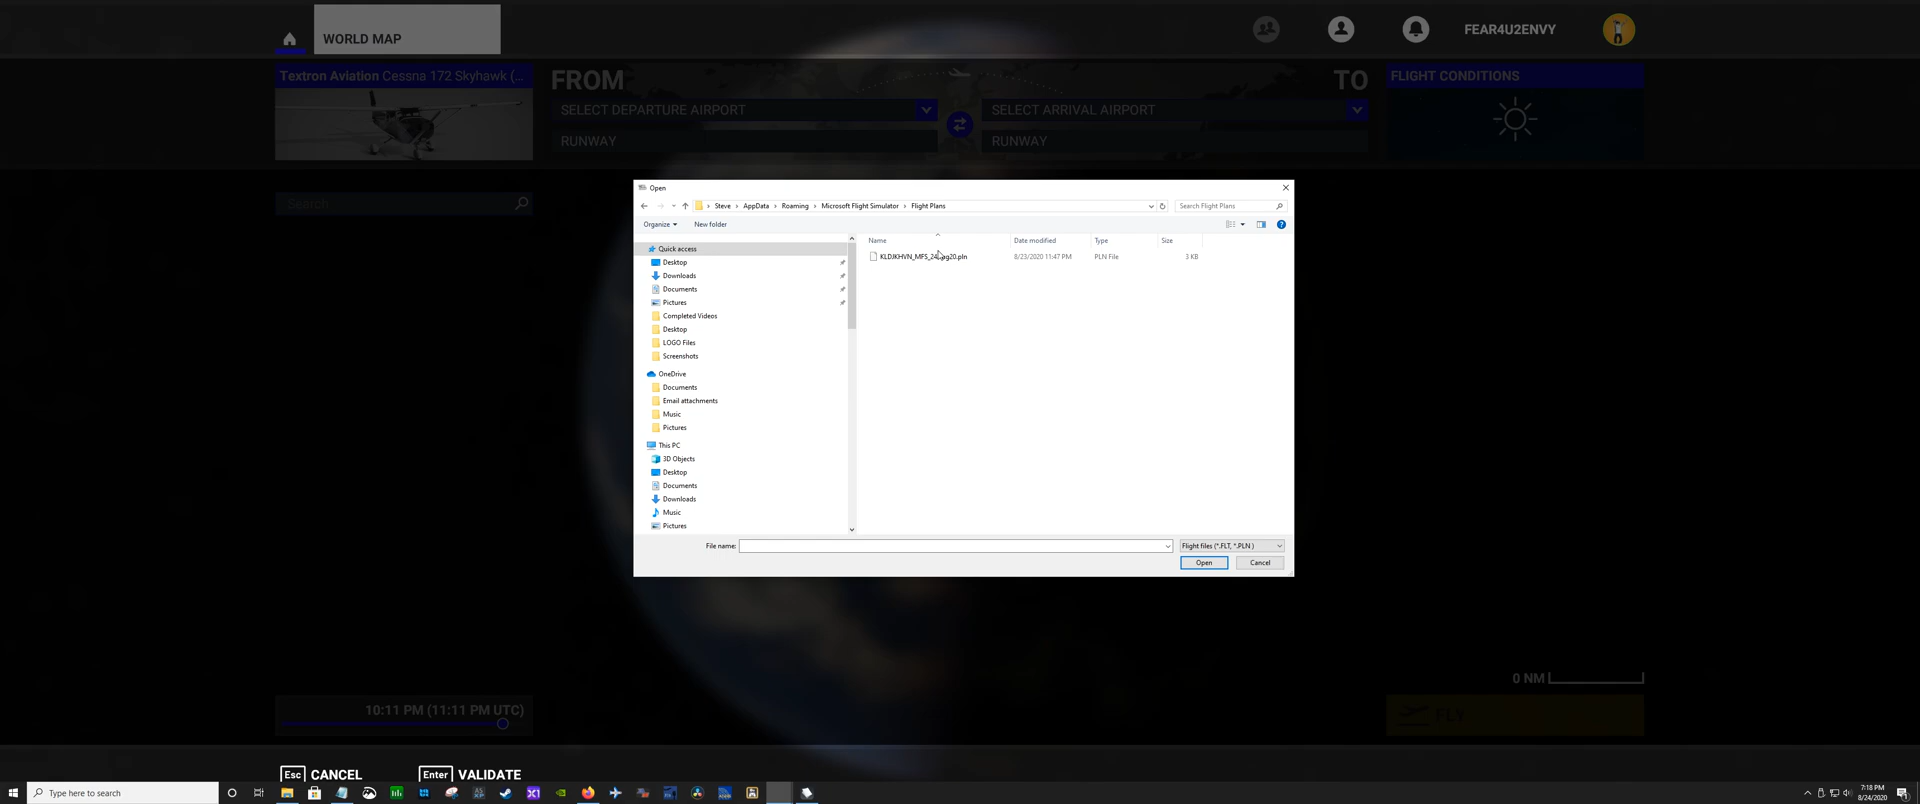 WORLD MAP
FEAR4U2ENVY
Textron Aviation Cessna 172 Skyhawk (...
FROM
SELECT DEPARTURE AIRPORT
RUNWAY
TO
SELECT ARRIVAL AIRPORT
RUNWAY
FLIGHT CONDITIONS
Search
Open
Steve > AppData > Roaming > Microsoft Flight Simulator > Flight Plans
Search Flight Plans
Organize
New folder
Name
Date modified
Type
Size
8/23/2020 11:47 PM
PLN File
3 KB
Quick access
Desktop
Downloads
Documents
Pictures
Completed Videos
Desktop
LOGO Files
Screenshots
OneDrive
Documents
Email attachments
Music
Pictures
This PC
3D Objects
Desktop
Documents
Downloads
Music
Pictures
File name:
Flight files (*.FLT, *.PLN )
Open
Cancel
0 NM
10:11 PM (11:11 PM UTC)
FLY
Esc CANCEL
Enter VALIDATE
Type here to search
7:18 PM
8/24/2020